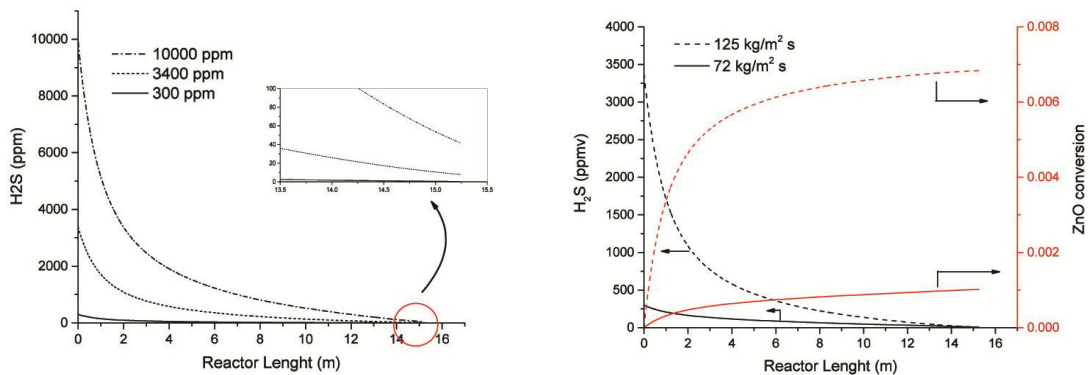 10000
8000
6000
4000
2000
0
H2S (ppm)
10000 ppm
3400 ppm
300 ppm
100
80
60
40
20
0
13.5 14.0 14.5 15.0 15.5
0 2 4 6 8 10 12 14 16
Reactor Lenght (m)
4000
3500
3000
2500
2000
1500
1000
500
0
H2S (ppmv)
125 kg/m² s
72 kg/m² s
0.008
0.006
0.004
0.002
0.000
ZnO conversion
0 2 4 6 8 10 12 14 16
Reactor Lenght (m)